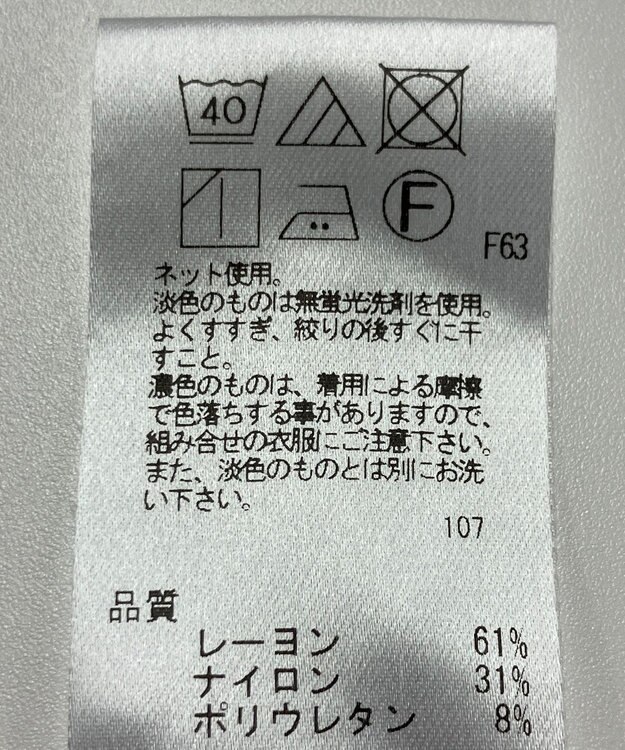 40
F
F63
ネット使用。
淡色のものは無蛍光洗剤を使用。
よくすすぎ、絞りの後すぐに干
すこと。
濃色のものは、着用による摩擦
で色落ちする事がありますので、
組み合せの衣服にご注意下さい。
また、淡色のものとは別にお洗
い下さい。
107
品質
レーヨン 61%
ナイロン 31%
ポリウレタン 8%